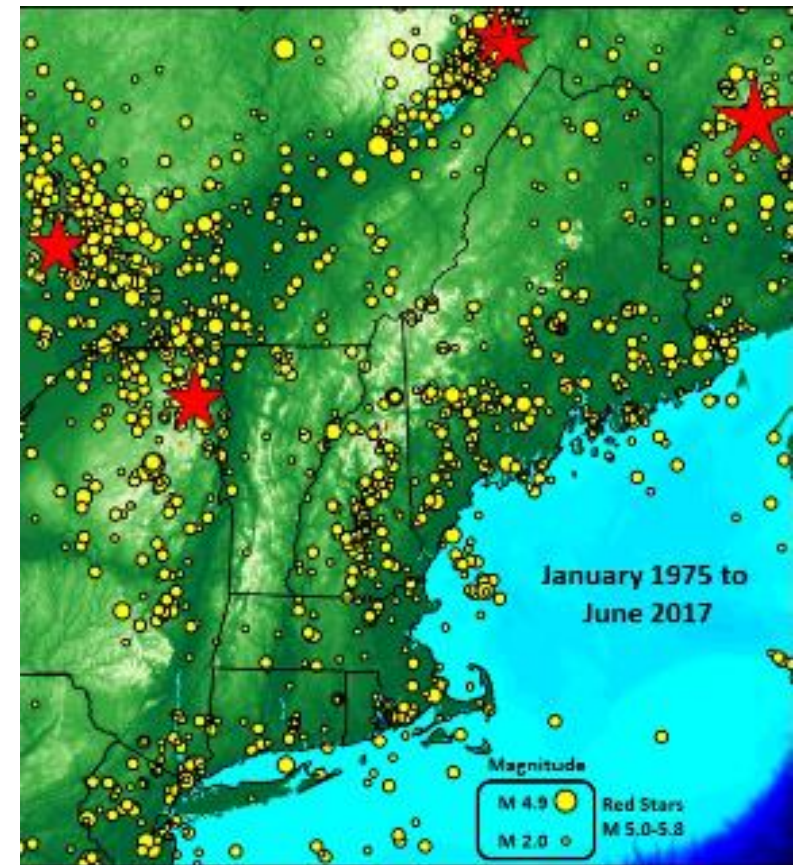 January 1975 to
June 2017
Magnitude
M 4.9
M 2.0
Red Stars
M 5.0-5.8